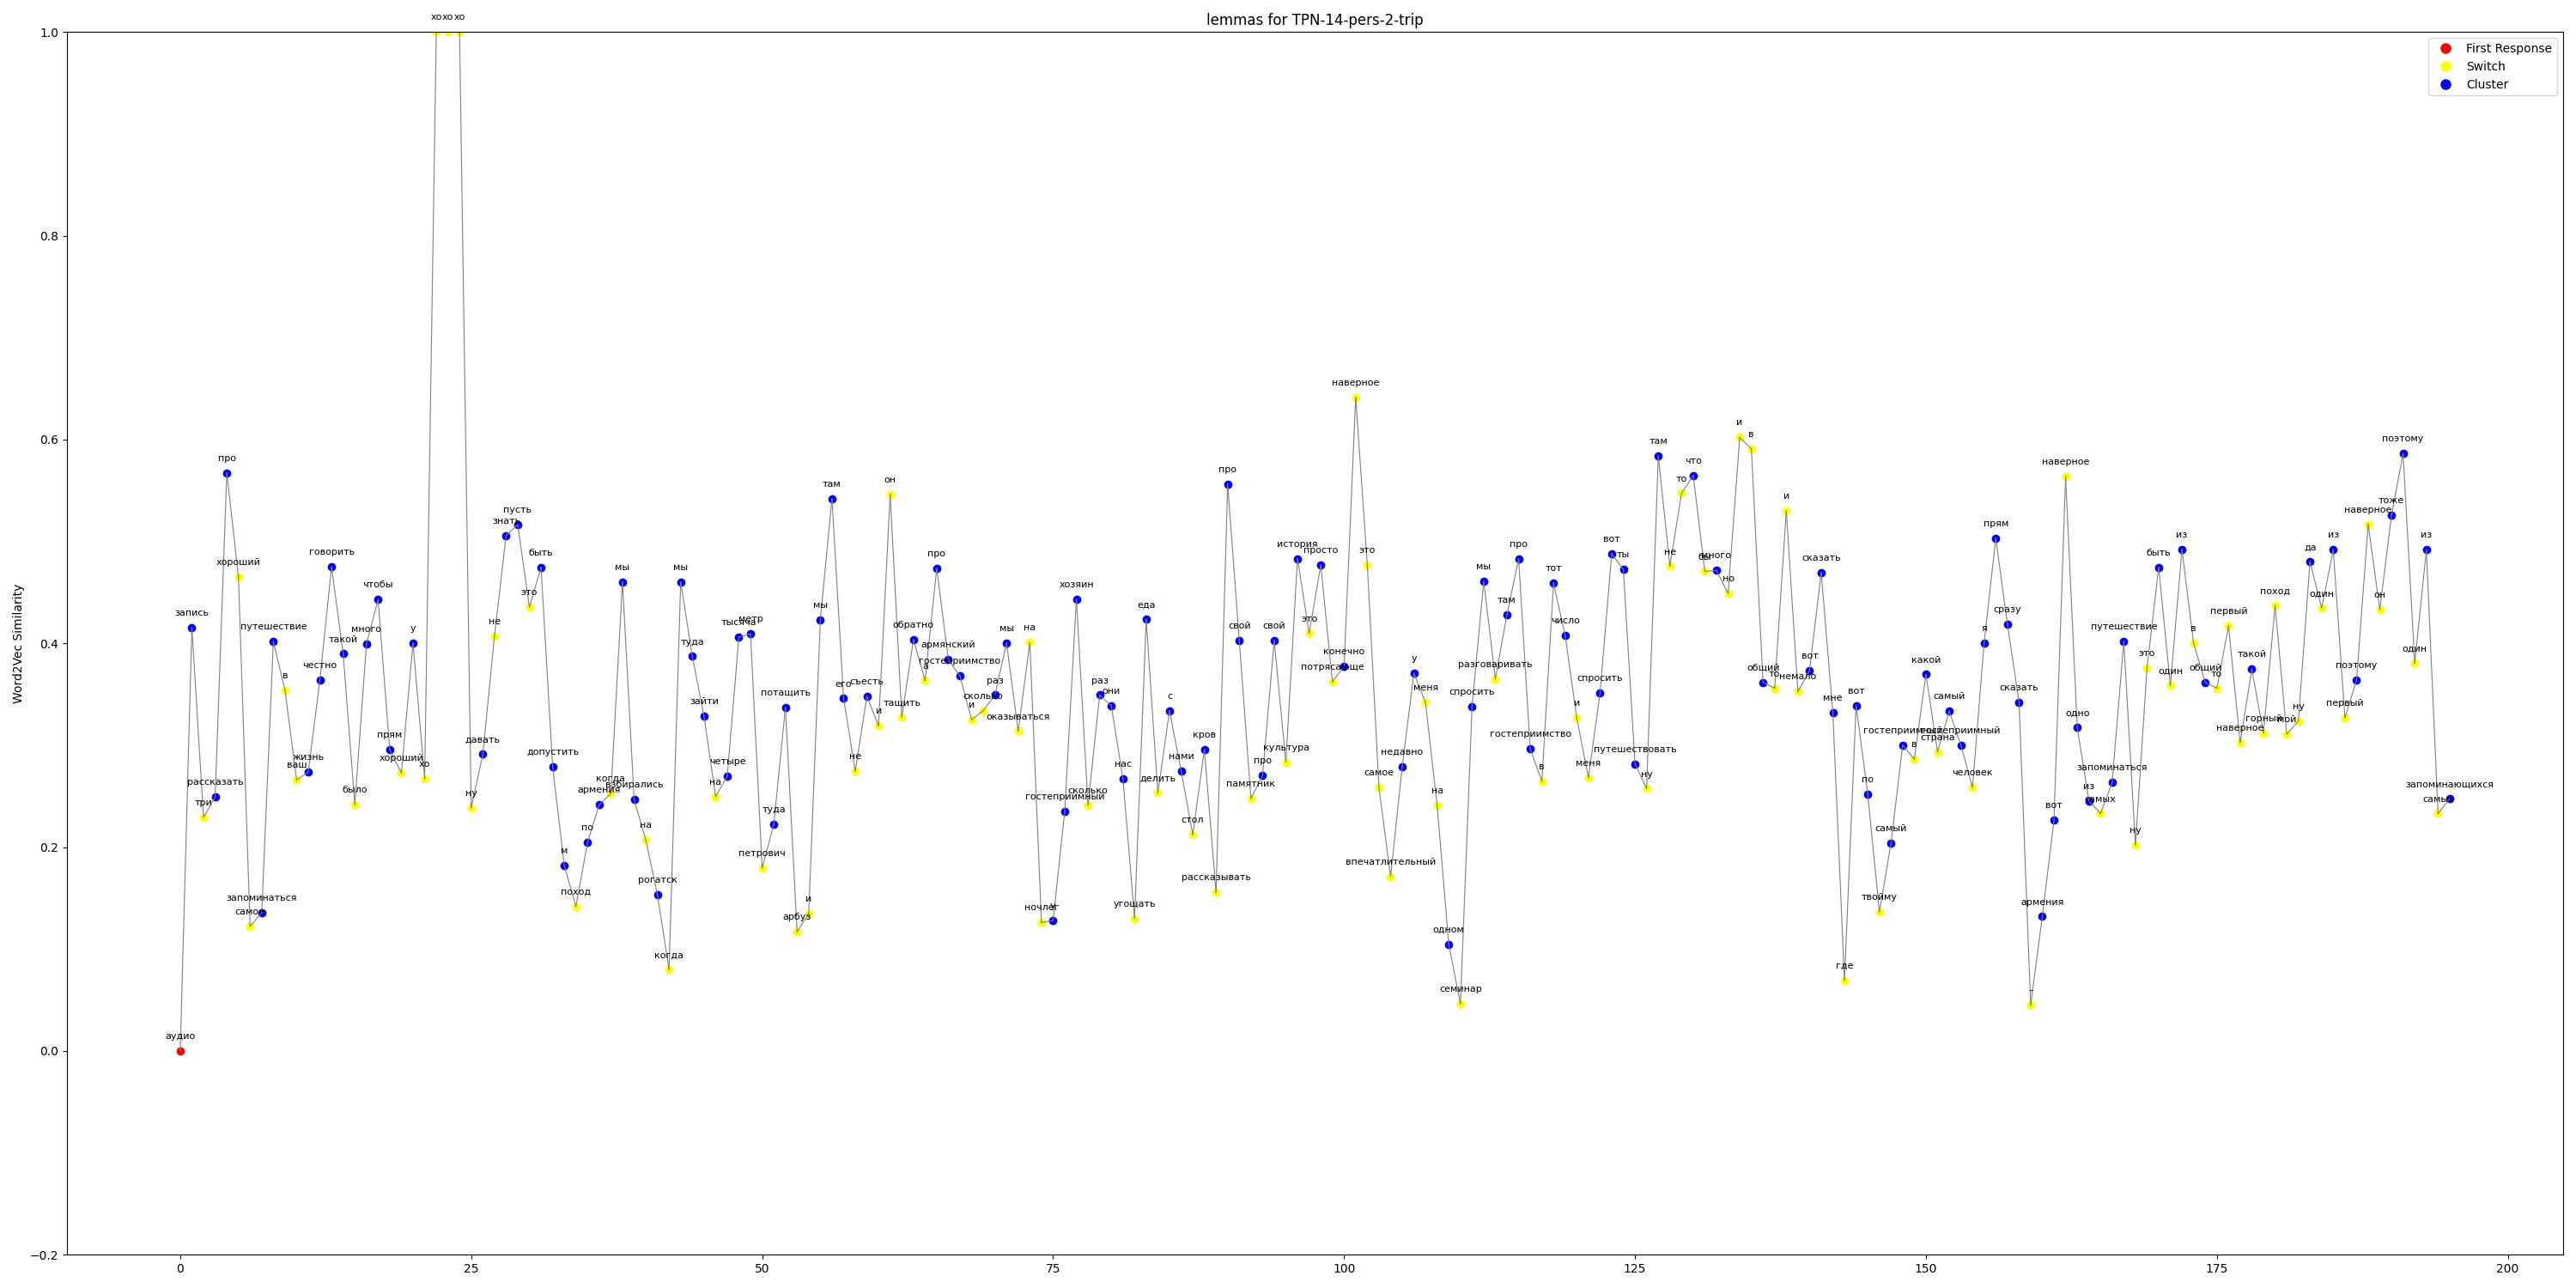 lemmas for TPN-14-pers-2-trip
First Response
Switch
Cluster
Word2Vec Similarity
1.0
0.8
0.6
0.4
0.2
0.0
−0.2
0
25
50
75
100
125
150
175
200
аудио
запись
три
рассказать
про
хороший
само
запоминаться
путешествие
в
ваш
жизнь
честно
говорить
такой
было
много
чтобы
прям
хороший
у
хо
хо
хо
хо
ну
давать
не
знать
пусть
это
быть
допустить
м
поход
по
армения
когда
мы
взбирались
на
рогатск
когда
мы
туда
зайти
на
четыре
тысяча
метр
петрович
туда
потащить
арбуз
и
мы
там
его
не
съесть
и
он
тащить
обратно
а
про
армянский
гостеприимство
и
сколько
раз
мы
оказываться
на
ночлег
у
гостеприимный
хозяин
сколько
раз
они
нас
угощать
еда
делить
с
нами
стол
кров
рассказывать
про
свой
памятник
про
свой
культура
история
это
просто
потрясающе
конечно
наверное
это
самое
впечатлительный
недавно
у
меня
на
одном
семинар
спросить
мы
разговаривать
там
про
гостеприимство
в
тот
число
и
меня
спросить
вот
ты
путешествовать
ну
там
не
то
что
бы
много
но
и
в
общий
то
и
немало
вот
сказать
мне
где
вот
по
твойму
самый
гостеприимный
в
какой
страна
самый
гостеприимный
человек
я
прям
сразу
сказать
–
армения
вот
наверное
одно
из
самых
запоминаться
путешествие
ну
это
быть
один
из
в
общий
то
первый
наверное
такой
горный
поход
мой
ну
да
один
из
первый
поэтому
наверное
он
тоже
поэтому
один
из
самых
запоминающихся